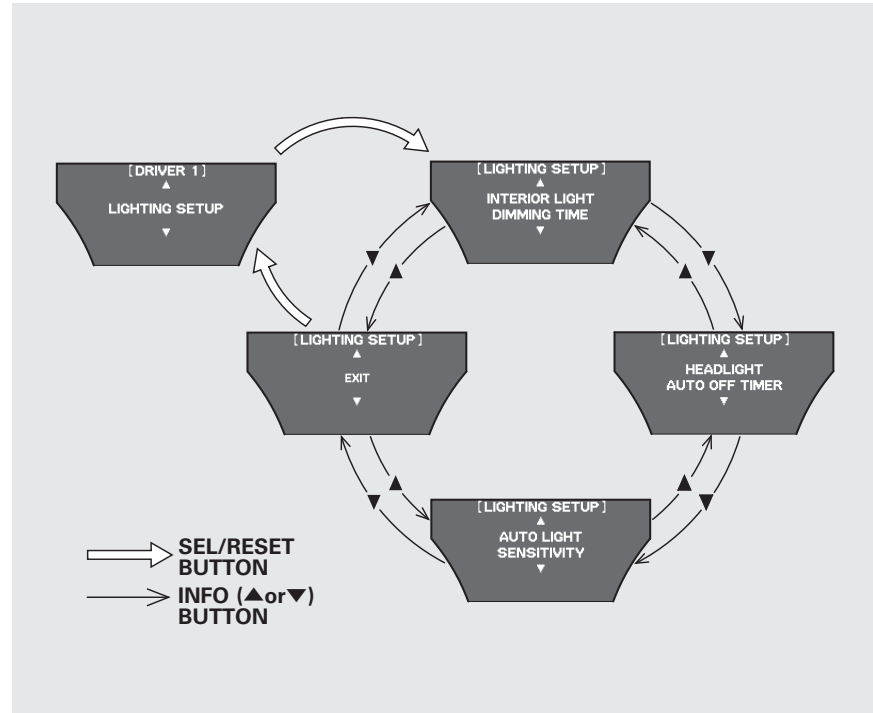 [DRIVER 1]
▲
LIGHTING SETUP
▼
[LIGHTING SETUP]
▲
INTERIOR LIGHT
DIMMING TIME
▼
[LIGHTING SETUP]
▲
EXIT
▼
[LIGHTING SETUP]
▲
HEADLIGHT
AUTO OFF TIMER
▼
[LIGHTING SETUP]
▲
AUTO LIGHT
SENSITIVITY
▼
SEL/RESET
BUTTON
INFO (▲or▼)
BUTTON